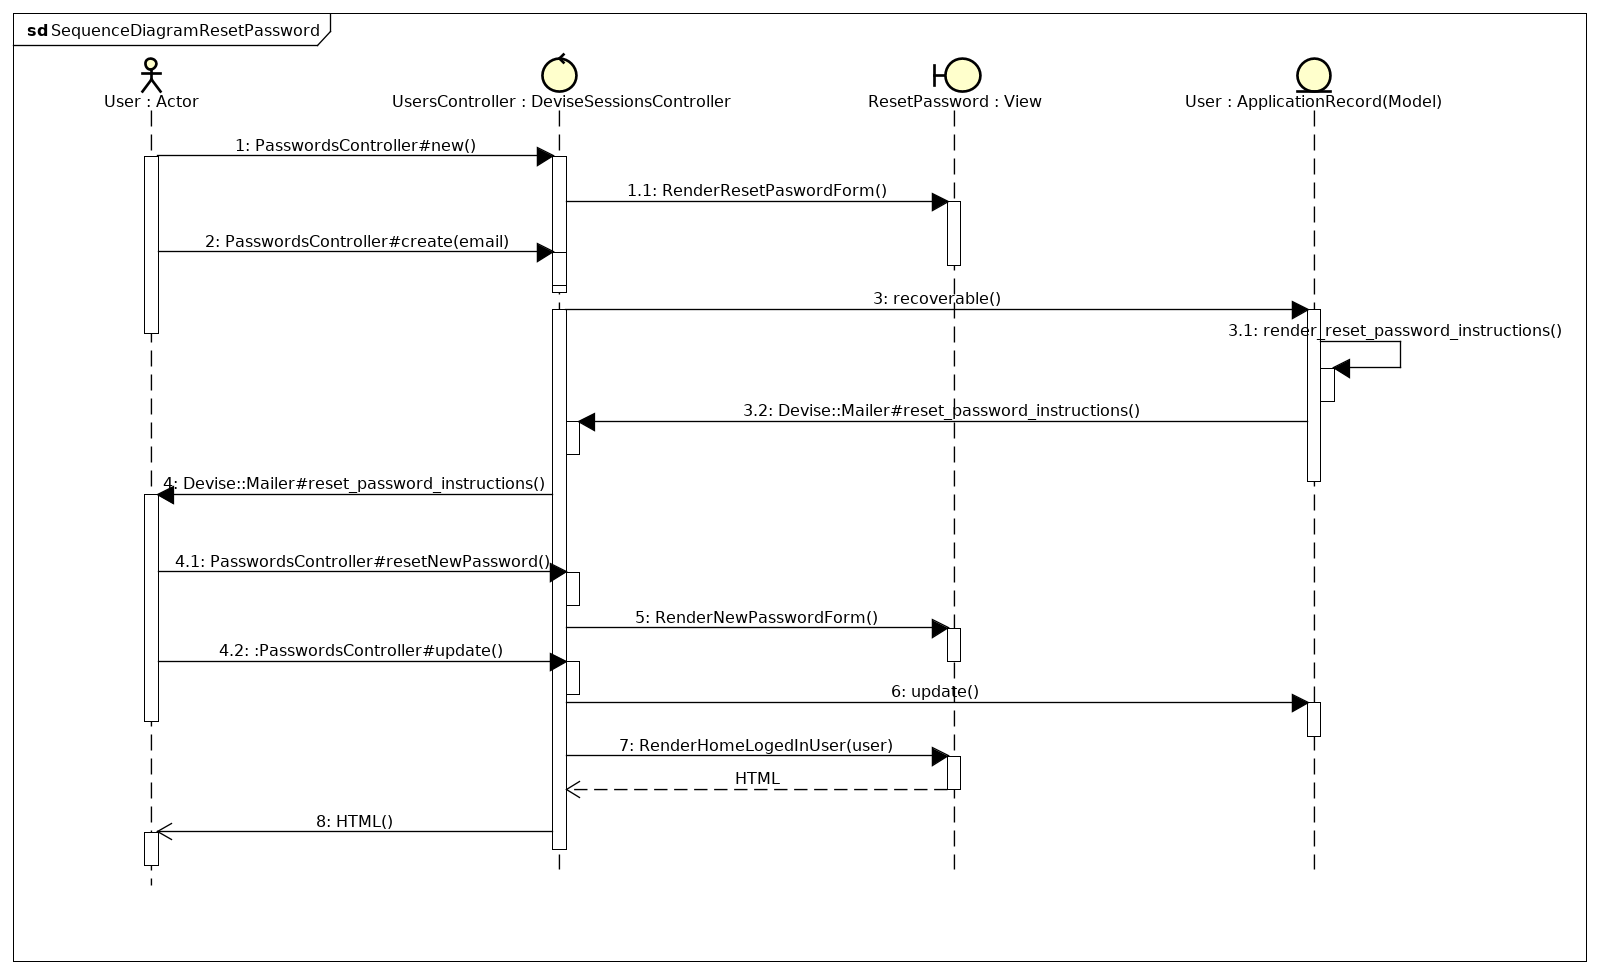 sd SequenceDiagramResetPassword
User : Actor
UsersController : DeviseSessionsController
ResetPassword : View
User : ApplicationRecord(Model)
1: PasswordsController#new()
1.1: RenderResetPaswordForm()
2: PasswordsController#create(email)
3: recoverable()
3.1: render_reset_password_instructions()
3.2: Devise::Mailer#reset_password_instructions()
4: Devise::Mailer#reset_password_instructions()
4.1: PasswordsController#resetNewPassword()
5: RenderNewPasswordForm()
4.2: :PasswordsController#update()
6: update()
7: RenderHomeLogedInUser(user)
HTML
8: HTML()